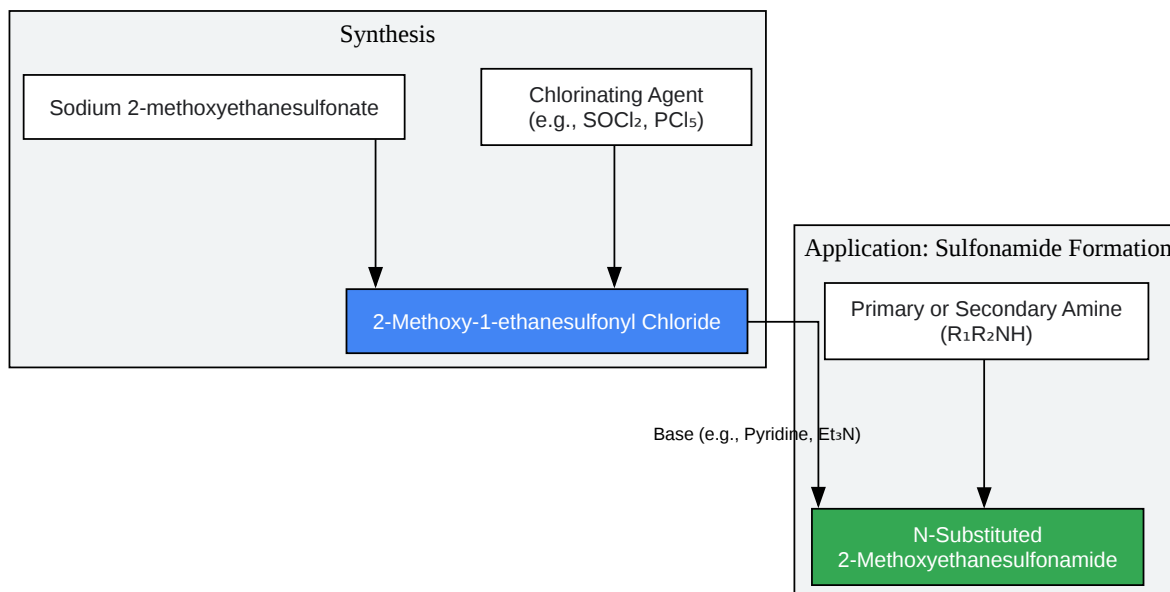 Synthesis
Sodium 2-methoxyethanesulfonate
Chlorinating Agent
(e.g., SOCl₂, PCl₅)
2-Methoxy-1-ethanesulfonyl Chloride
Application: Sulfonamide Formation
Primary or Secondary Amine
(R₁R₂NH)
Base (e.g., Pyridine, Et₃N)
N-Substituted
2-Methoxyethanesulfonamide